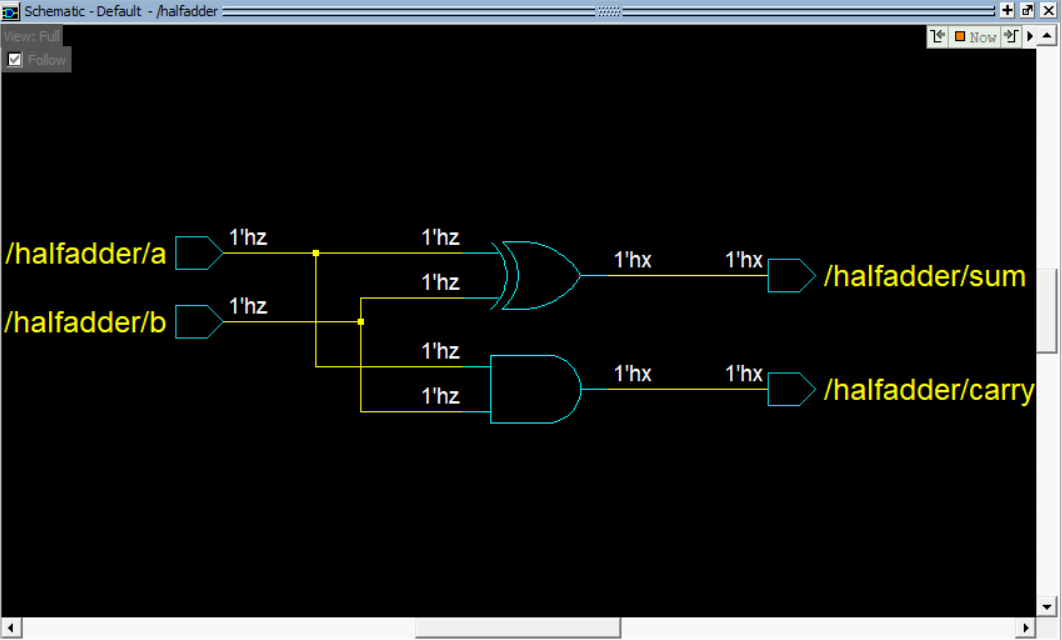 Schematic - Default - /halfadder
View: Full
Follow
Now
1'hz 1'hz
/halfadder/a
1'hx 1'hx
/halfadder/sum
1'hz
1'hz
/halfadder/b
1'hz
1'hx 1'hx
/halfadder/carry
1'hz